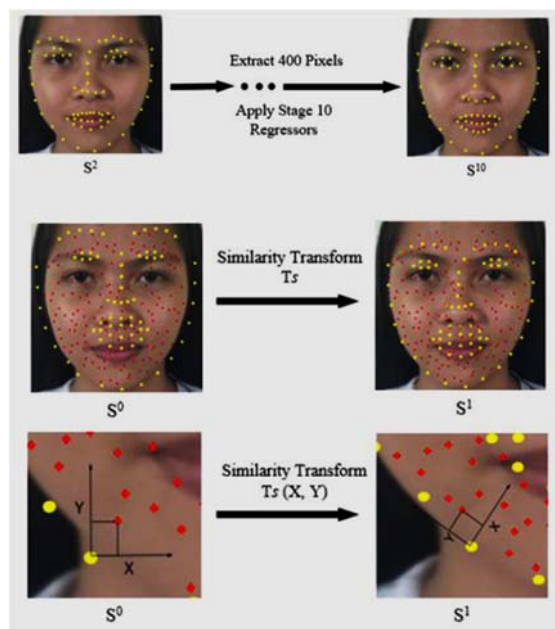 Extract 400 Pixels
Apply Stage 10
Regressors
S²
S¹⁰
Similarity Transform
Ts
S⁰
S¹
Similarity Transform
Ts (X, Y)
Y
X
Y
X
S⁰
S¹